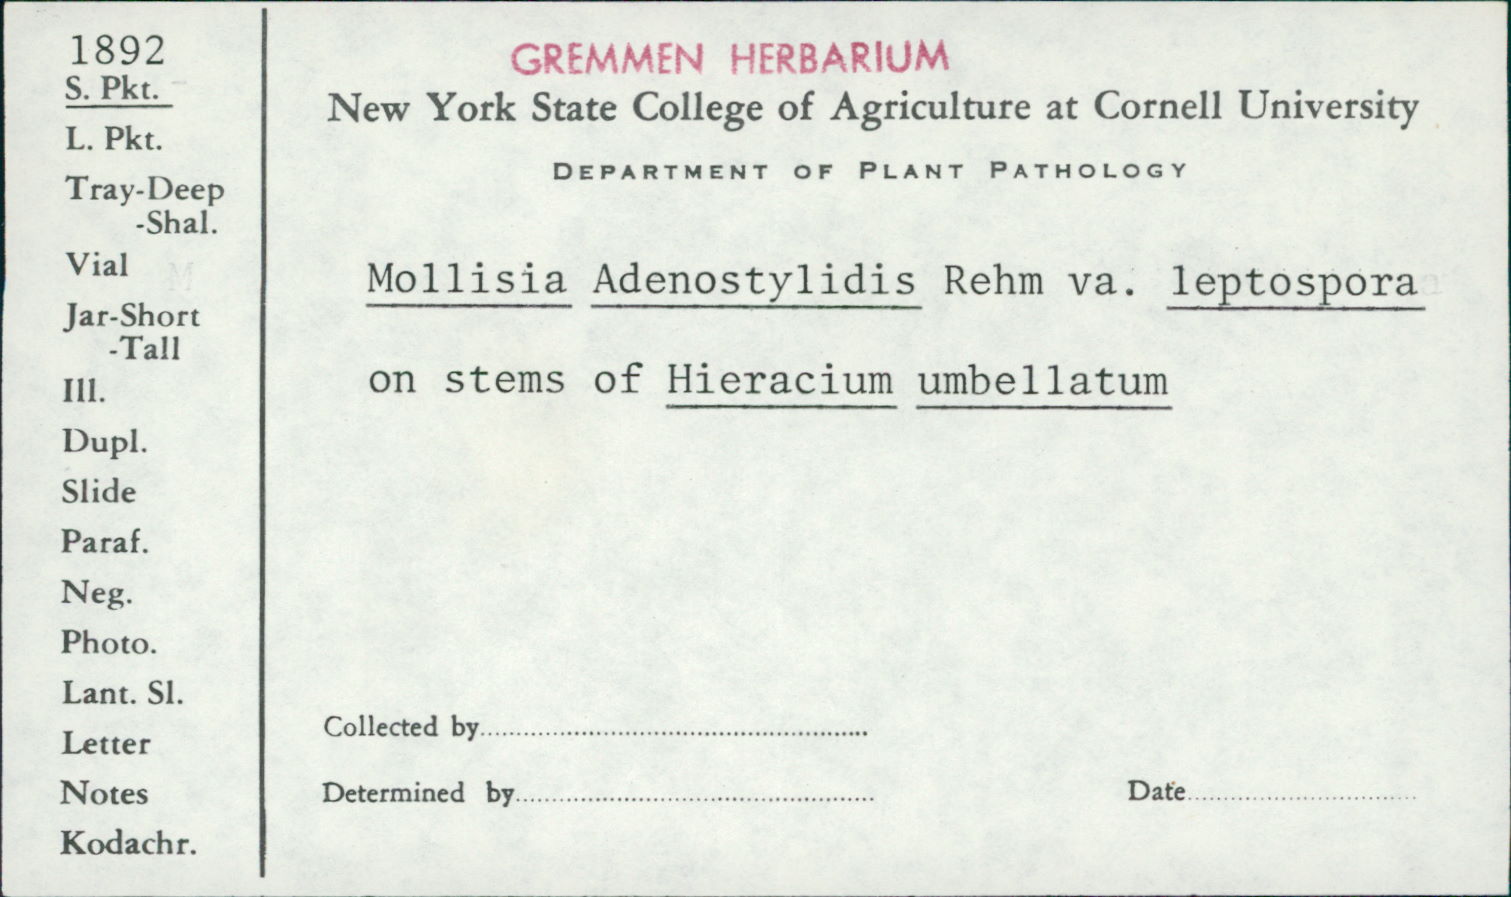 1892
S. Pkt.
L. Pkt.
Tray-Deep
-Shal.
Vial
Jar-Short
-Tall
Ill.
Dupl.
Slide
Paraf.
Neg.
Photo.
Lant. Sl.
Letter
Notes
Kodachr.
GREMMEN HERBARIUM
New York State College of Agriculture at Cornell University
DEPARTMENT OF PLANT PATHOLOGY
Mollisia Adenostylidis Rehm va. leptospora
on stems of Hieracium umbellatum
Collected by
Determined by
Date